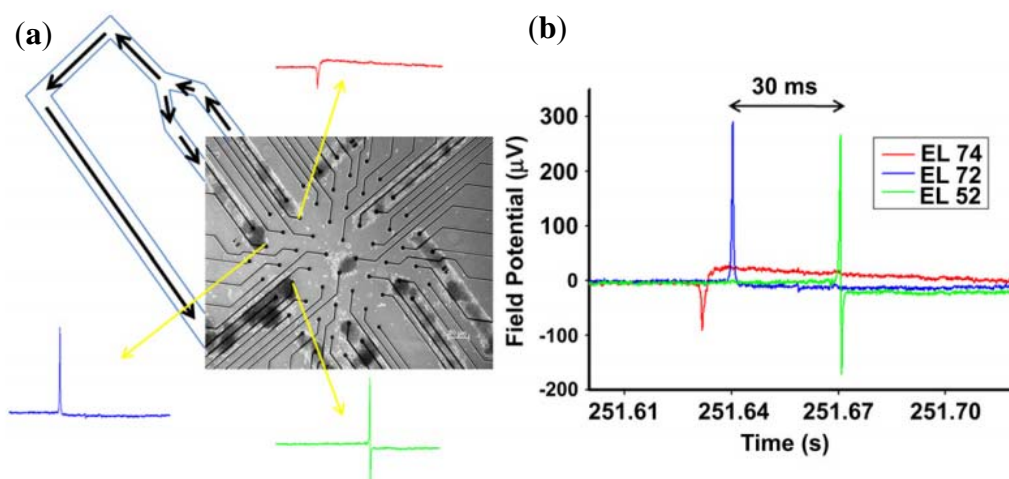 (a)
(b)
30 ms
EL 74
EL 72
EL 52
Field Potential (μV)
300
200
100
0
-100
-200
251.61 251.64 251.67 251.70
Time (s)